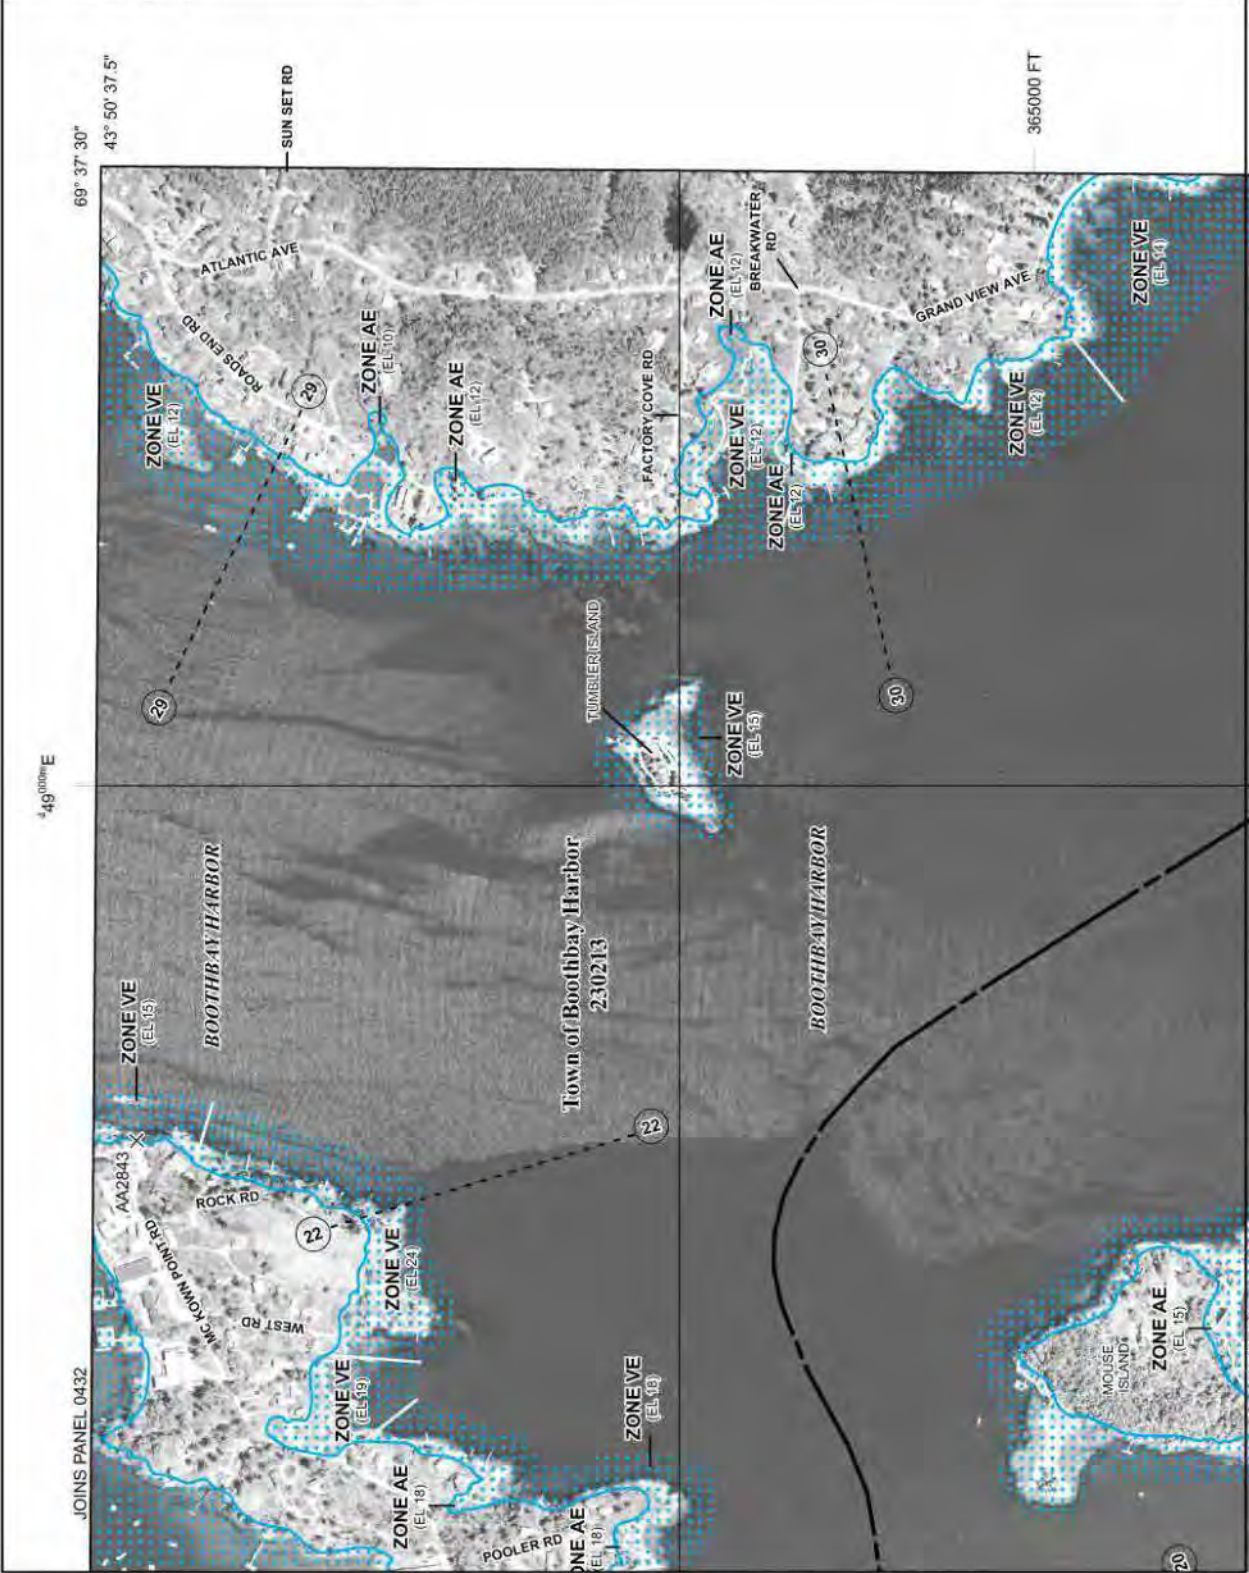 JOINS PANEL 0432
⁴49⁰⁰⁰ᵐE
69° 37' 30"
43° 50' 37.5"
SUN SET RD
365000 FT
AA2843
ZONE VE
(EL 15)
ROCK RD
MC KOWN POINT RD
WEST RD
22
22
ZONE VE
(EL 24)
ZONE VE
(EL 19)
ZONE AE
(EL 18)
POOLER RD
ONE AE
(EL 18)
ZONE VE
(EL 18)
BOOTHBAY HARBOR
Town of Boothbay Harbor
230213
BOOTHBAY HARBOR
TUMBLER ISLAND
ZONE VE
(EL 15)
29
29
ZONE VE
(EL 12)
ROADS END RD
ATLANTIC AVE
ZONE AE
(EL 10)
ZONE AE
(EL 12)
FACTORY COVE RD
ZONE AE
(EL 12)
BREAKWATER
RD
ZONE VE
(EL 12)
ZONE AE
(EL 12)
30
30
GRAND VIEW AVE
ZONE VE
(EL 12)
ZONE VE
(EL 14)
MOUSE
ISLAND
ZONE AE
(EL 15)
20